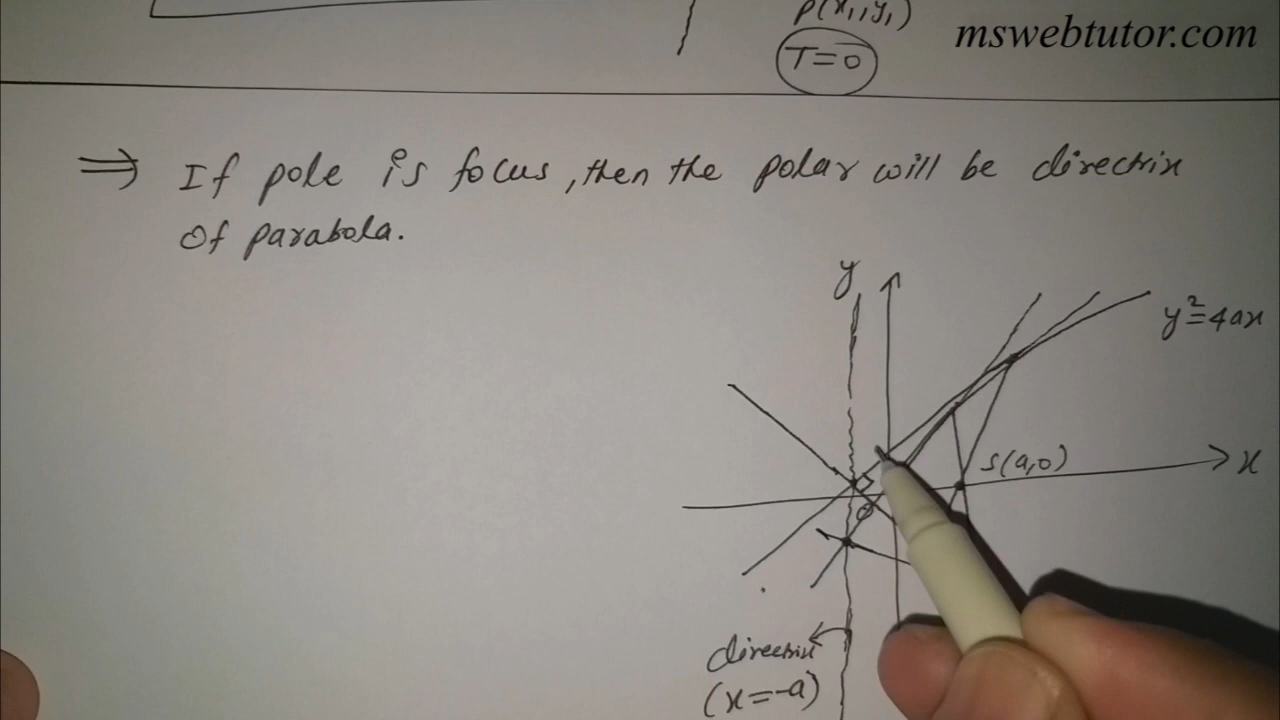 P(x₁,y₁)
mswebtutor.com
T=0
⇒ If pole is focus, then the polar will be directrix
of parabola.
y
y²=4ax
S(a,0)
x
O
directrix
(x=-a)